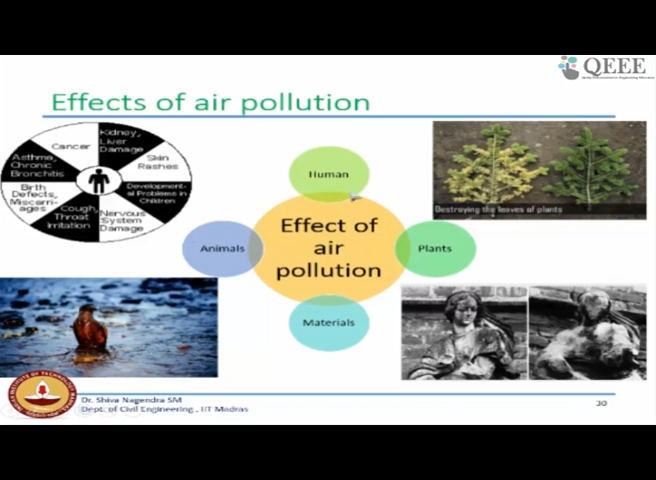 QEEE
Effects of air pollution
Kidney,
Liver
Damage
Cancer
Skin
Rashes
Asthma,
Chronic
Bronchitis
Birth
Defects,
Miscarri-
ages
Development-
al Problems in
Children
Cough,
Throat
Irritation
Nervous
System
Damage
Human
Effect of
air
pollution
Animals
Plants
Materials
Destroying the leaves of plants
Dr. Shiva Nagendra SM
Dept. of Civil Engineering , IIT Madras
30